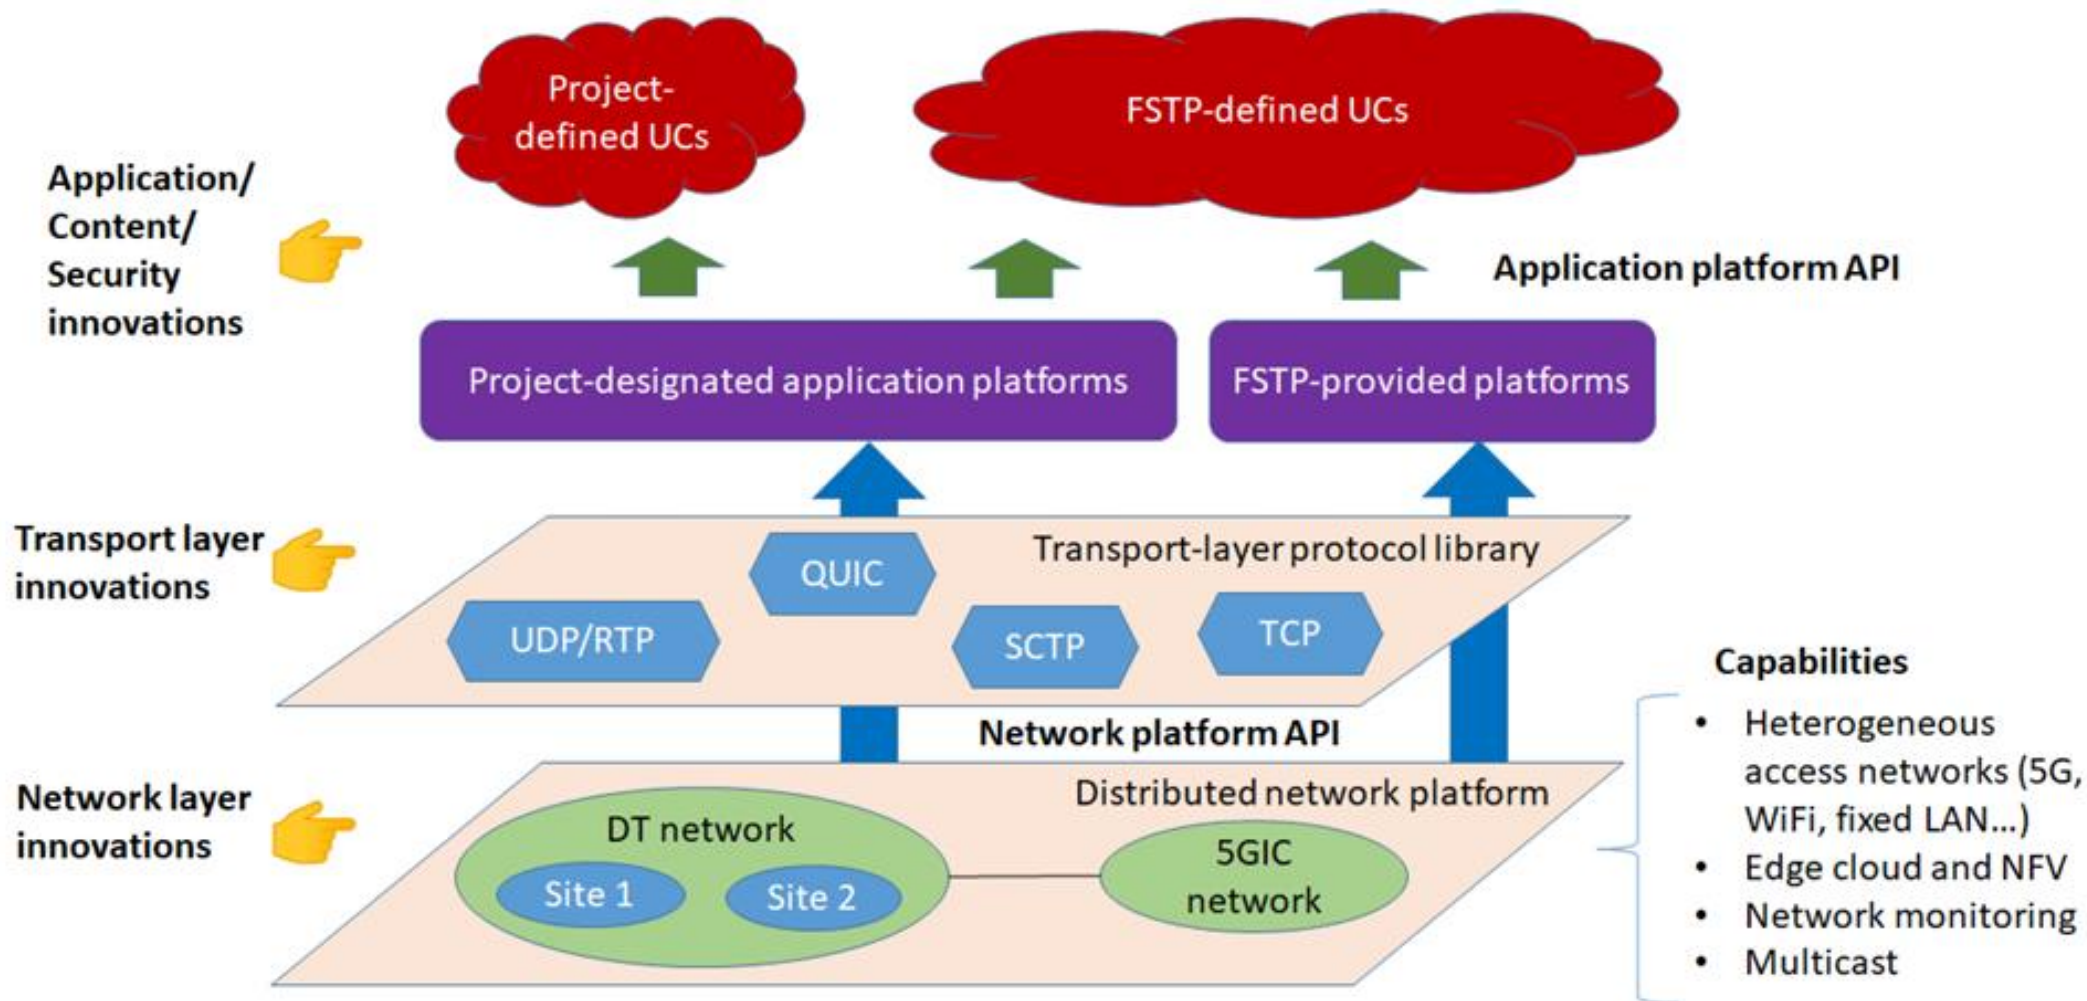 Project-
defined UCs
FSTP-defined UCs
Application/
Content/
Security
innovations
Application platform API
Project-designated application platforms
FSTP-provided platforms
Transport layer
innovations
Transport-layer protocol library
QUIC
UDP/RTP
SCTP
TCP
Network platform API
Network layer
innovations
Distributed network platform
DT network
Site 1
Site 2
5GIC
network
Capabilities
• Heterogeneous
access networks (5G,
WiFi, fixed LAN...)
• Edge cloud and NFV
• Network monitoring
• Multicast